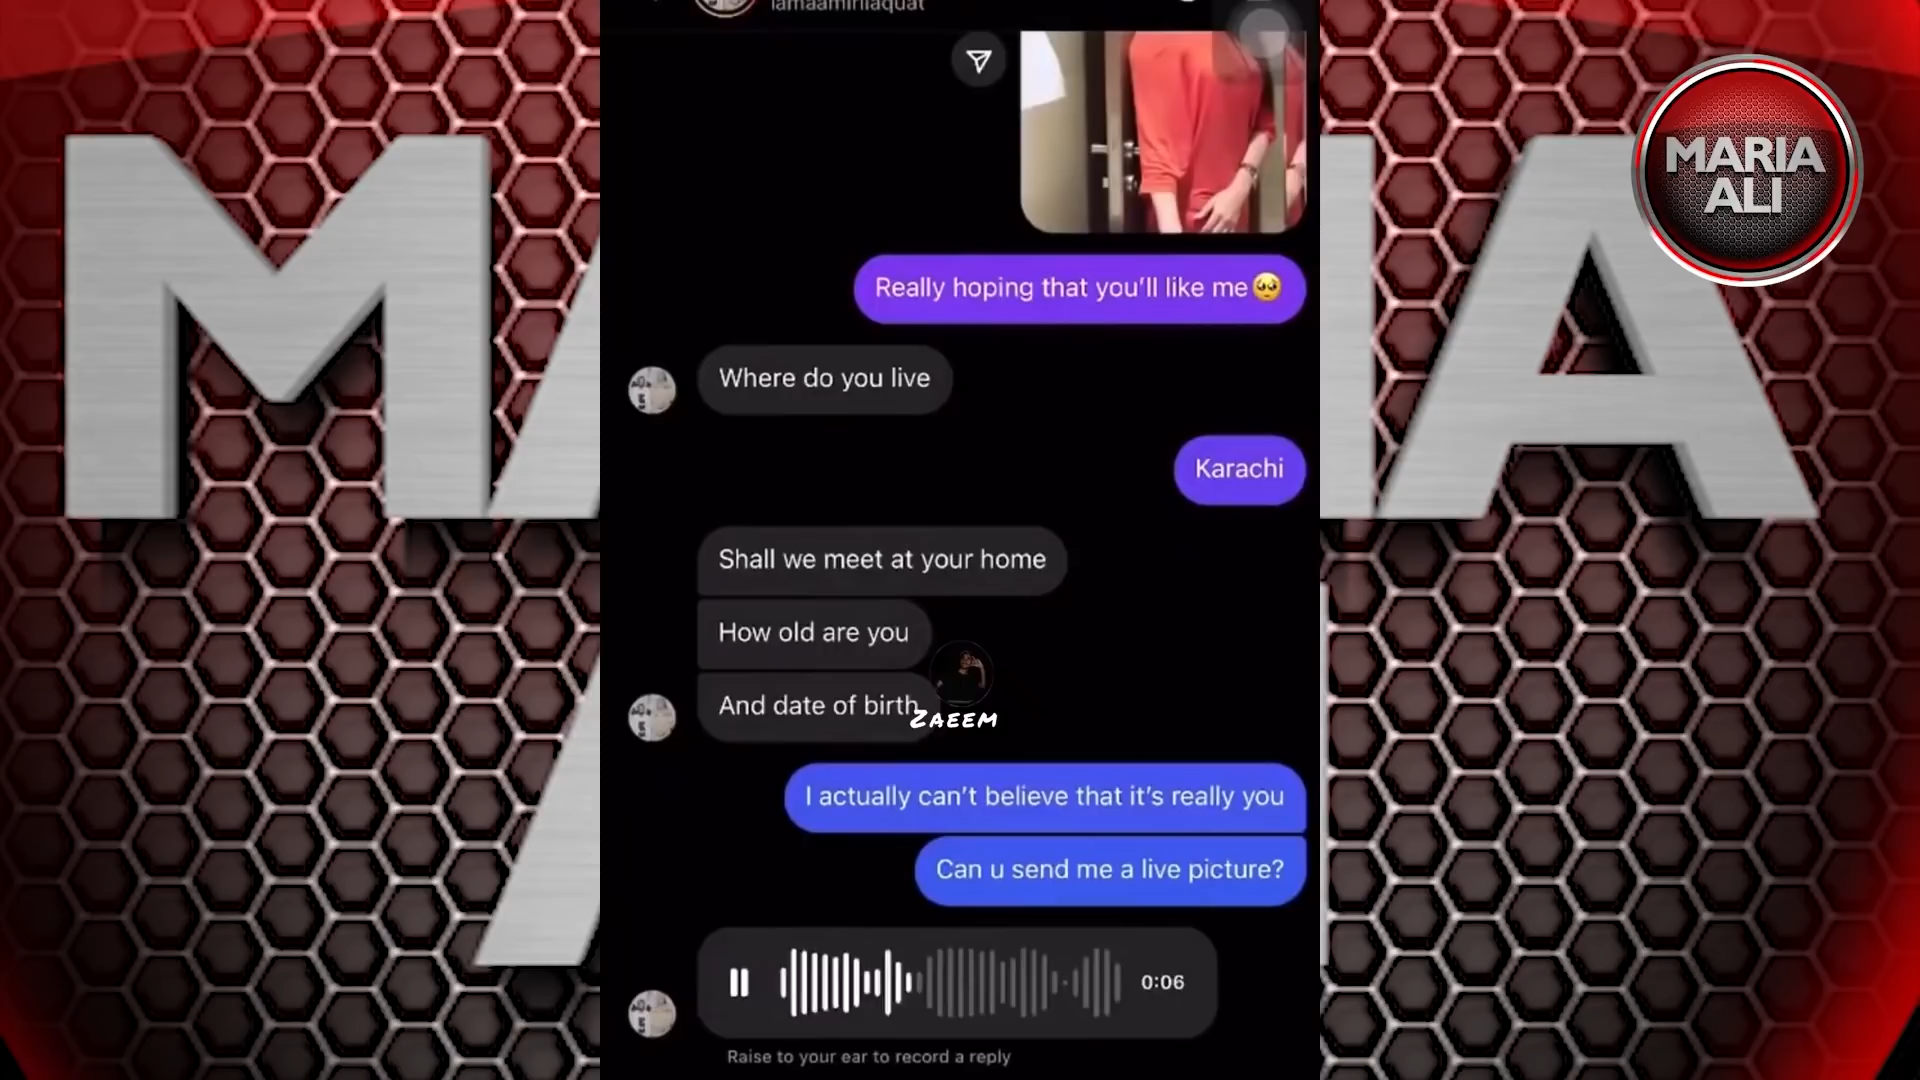 MARIA
ALI
Really hoping that you'll like me🥺
Where do you live
Karachi
Shall we meet at your home
How old are you
And date of birth
ZAEEM
I actually can't believe that it's really you
Can u send me a live picture?
0:06
Raise to your ear to record a reply